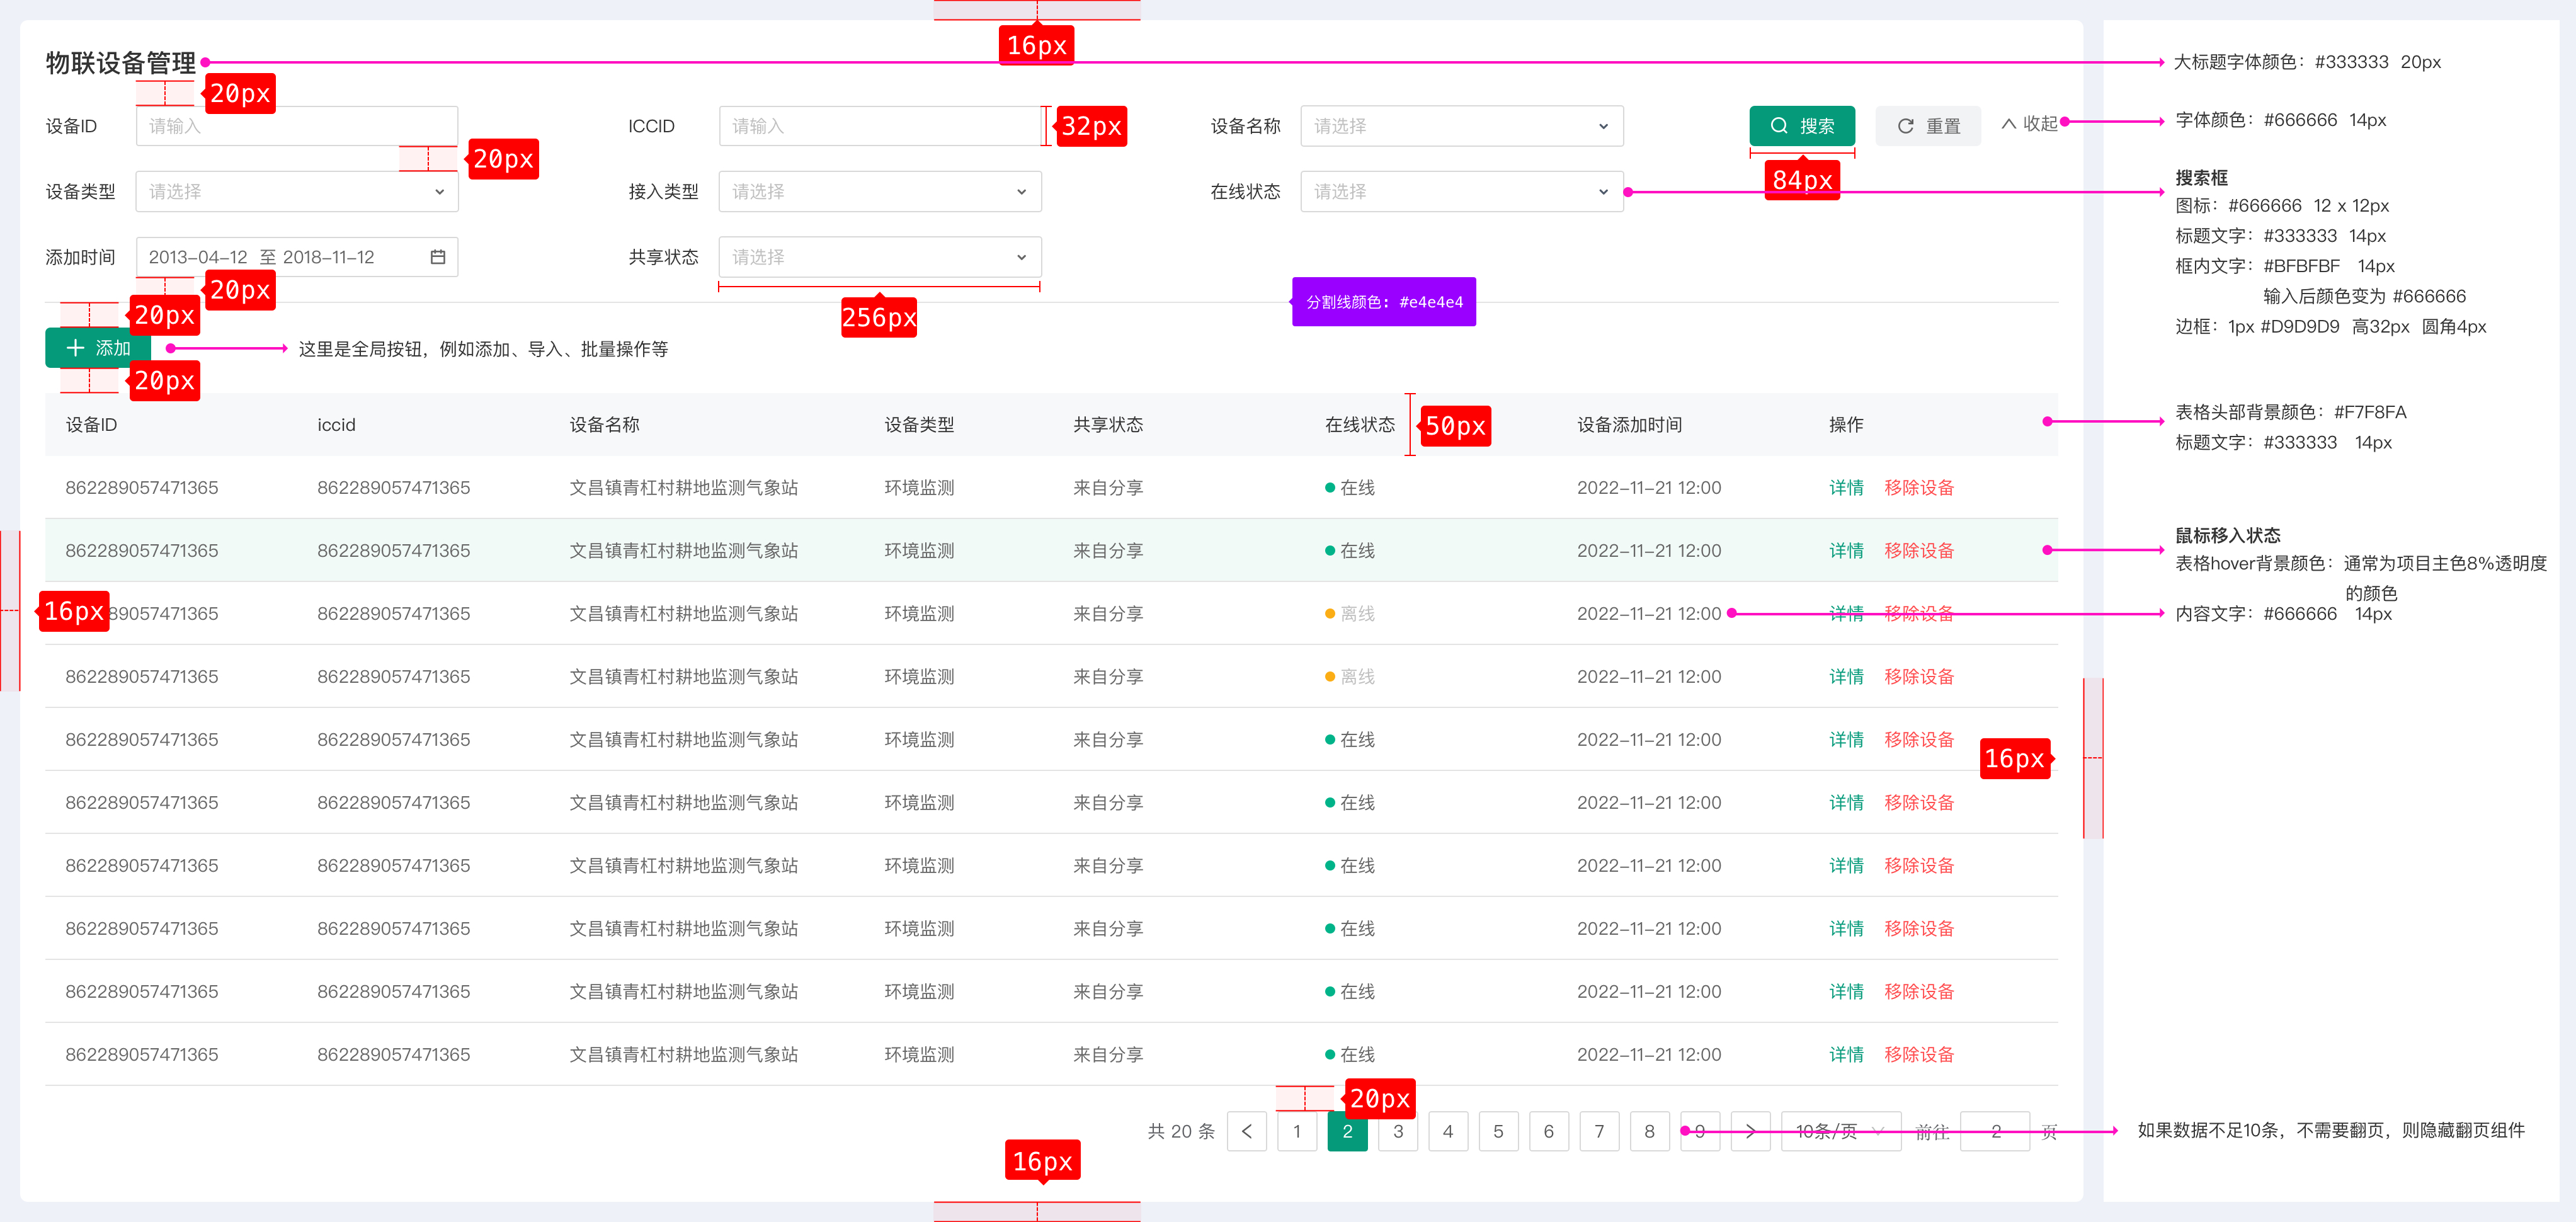 16px
物联设备管理
大标题字体颜色：#333333 20px
20px
设备ID 请输入 ICCID 请输入 32px 设备名称 请选择 搜索 重置 收起
字体颜色：#666666 14px
20px
84px
搜索框
设备类型 请选择 接入类型 请选择 在线状态 请选择
图标：#666666 12 x 12px
标题文字：#333333 14px
添加时间 2013-04-12 至 2018-11-12 共享状态 请选择
框内文字：#BFBFBF 14px
输入后颜色变为 #666666
边框：1px #D9D9D9 高32px 圆角4px
20px
256px
分割线颜色：#e4e4e4
20px
添加 这里是全局按钮，例如添加、导入、批量操作等
20px
设备ID iccid 设备名称 设备类型 共享状态 在线状态 50px 设备添加时间 操作
表格头部背景颜色：#F7F8FA
标题文字：#333333 14px
862289057471365 862289057471365 文昌镇青杠村耕地监测气象站 环境监测 来自分享 在线 2022-11-21 12:00 详情 移除设备
862289057471365 862289057471365 文昌镇青杠村耕地监测气象站 环境监测 来自分享 在线 2022-11-21 12:00 详情 移除设备
鼠标移入状态
表格hover背景颜色：通常为项目主色8%透明度
的颜色
16px
89057471365 862289057471365 文昌镇青杠村耕地监测气象站 环境监测 来自分享 离线 2022-11-21 12:00 详情 移除设备
内容文字：#666666 14px
862289057471365 862289057471365 文昌镇青杠村耕地监测气象站 环境监测 来自分享 离线 2022-11-21 12:00 详情 移除设备
862289057471365 862289057471365 文昌镇青杠村耕地监测气象站 环境监测 来自分享 在线 2022-11-21 12:00 详情 移除设备
16px
862289057471365 862289057471365 文昌镇青杠村耕地监测气象站 环境监测 来自分享 在线 2022-11-21 12:00 详情 移除设备
862289057471365 862289057471365 文昌镇青杠村耕地监测气象站 环境监测 来自分享 在线 2022-11-21 12:00 详情 移除设备
862289057471365 862289057471365 文昌镇青杠村耕地监测气象站 环境监测 来自分享 在线 2022-11-21 12:00 详情 移除设备
862289057471365 862289057471365 文昌镇青杠村耕地监测气象站 环境监测 来自分享 在线 2022-11-21 12:00 详情 移除设备
862289057471365 862289057471365 文昌镇青杠村耕地监测气象站 环境监测 来自分享 在线 2022-11-21 12:00 详情 移除设备
20px
共 20 条 1 2 3 4 5 6 7 8 9 10条/页 前往 2 页
如果数据不足10条，不需要翻页，则隐藏翻页组件
16px